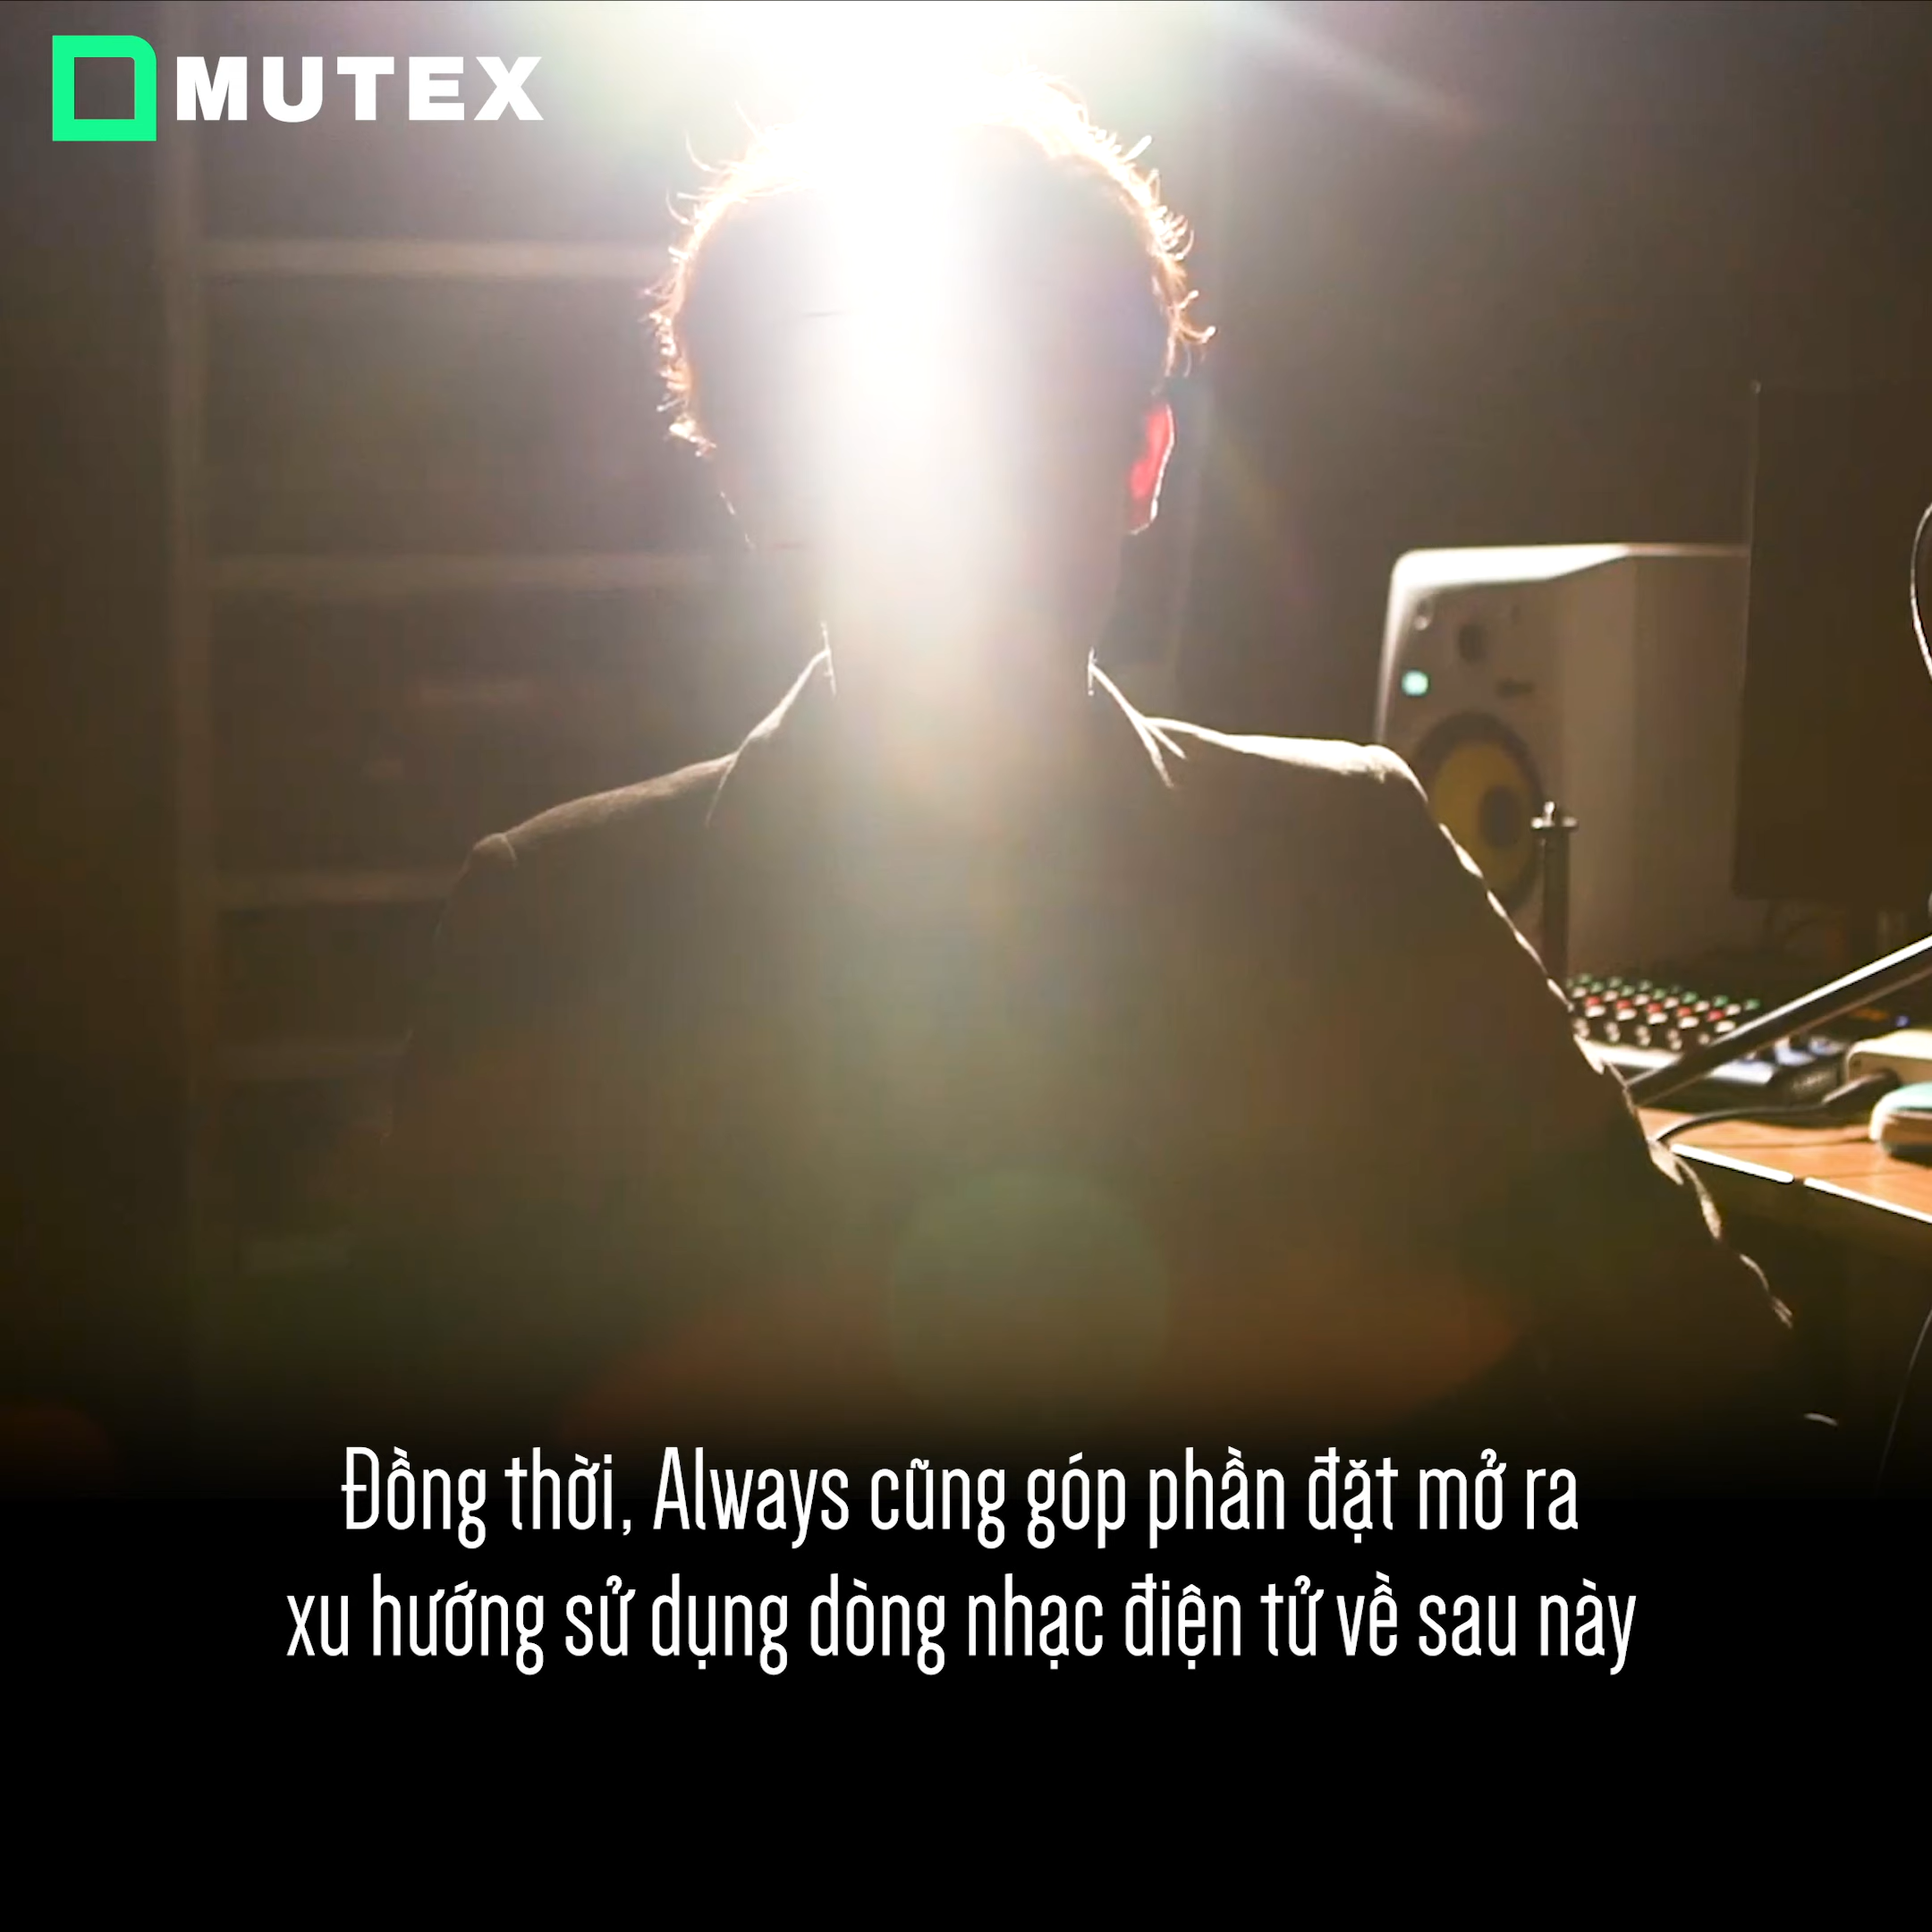 MUTEX
Đồng thời, Always cũng góp phần đặt mở ra
xu hướng sử dụng dòng nhạc điện tử về sau này